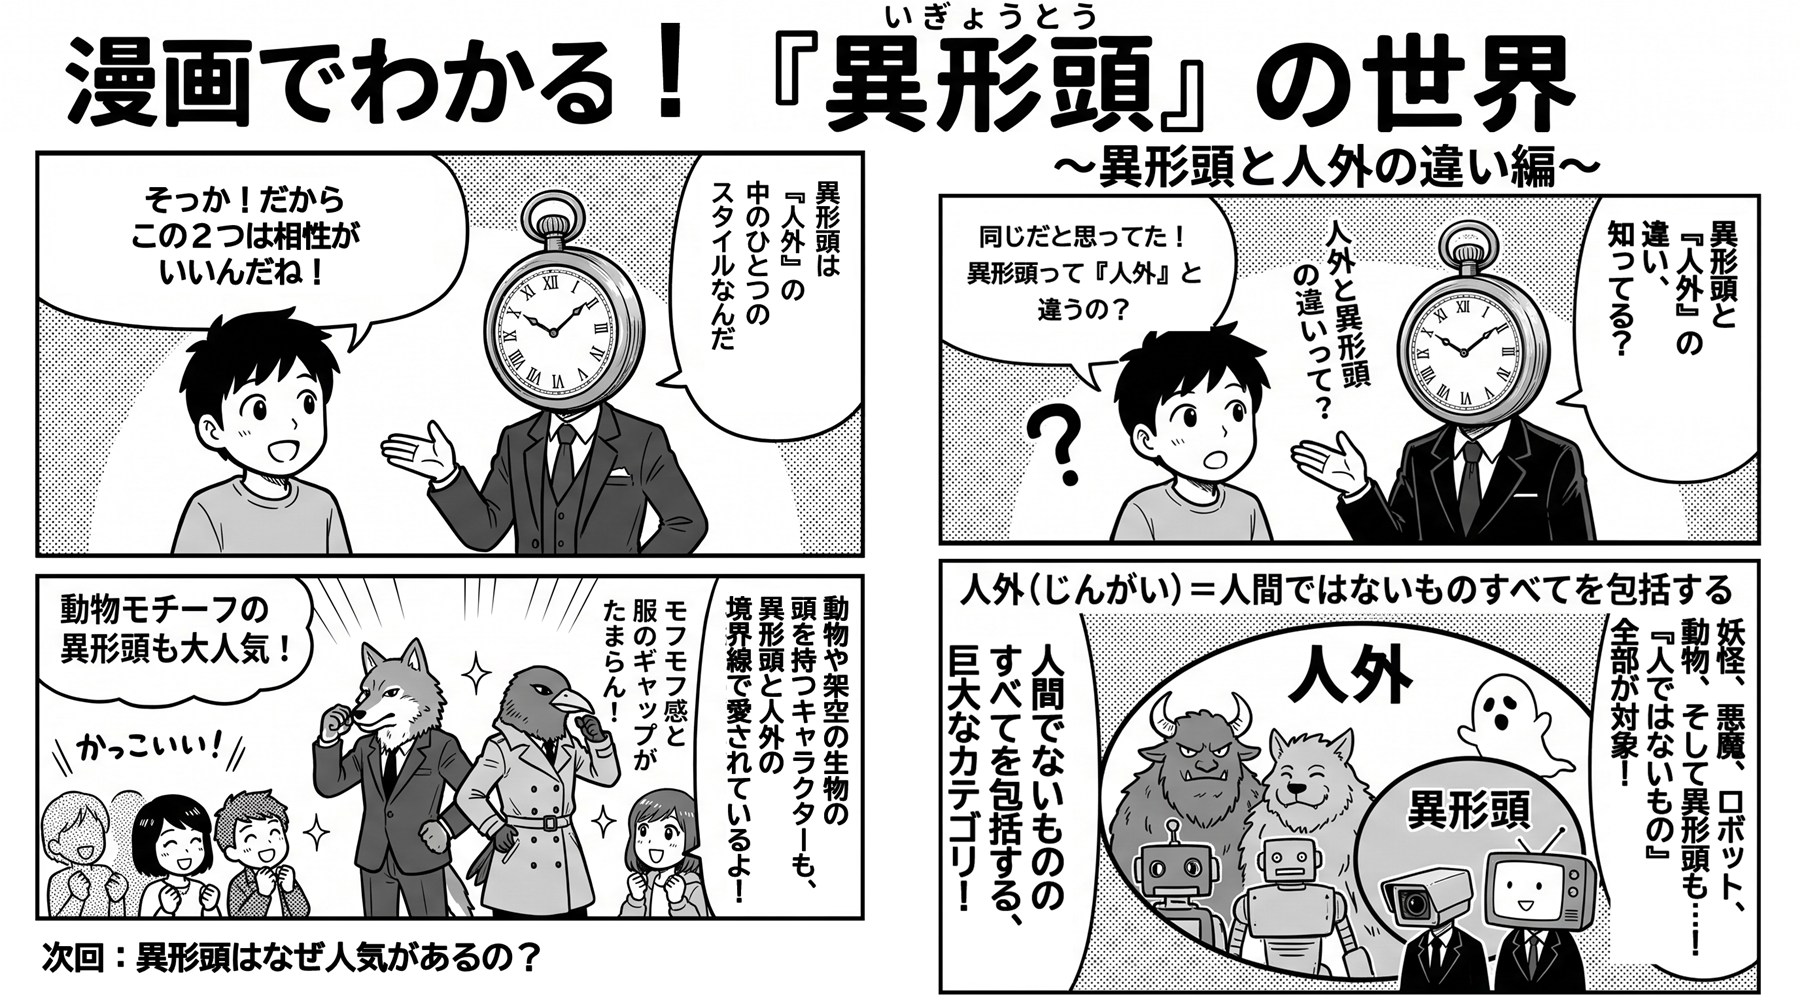 いぎょうとう
漫画でわかる！『異形頭』の世界
〜異形頭と人外の違い編〜
異形頭と
『人外』の
違い、
知ってる？
人外と異形頭
の違いって？
同じだと思ってた！
異形頭って『人外』と
違うの？
?
人外（じんがい）＝人間ではないものすべてを包括する
妖怪、悪魔、ロボット、
動物、そして異形頭も…！
『人ではないもの』
全部が対象！
人外
異形頭
人間でないものの
すべてを包括する、
巨大なカテゴリ！
異形頭は
『人外』の
中のひとつの
スタイルなんだ
そっか！だから
この２つは相性が
いいんだね！
動物や架空の生物の
頭を持つキャラクターも、
異形頭と人外の
境界線で愛されているよ！
モフモフ感と
服のギャップが
たまらん！
動物モチーフの
異形頭も大人気！
かっこいい！
次回：異形頭はなぜ人気があるの？